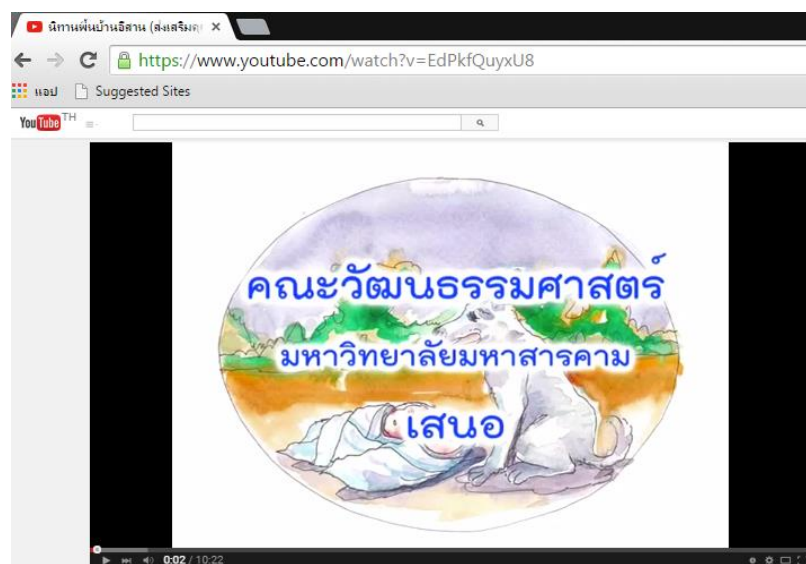 นิทานพื้นบ้านอีสาน (ส่งเสริมคุ
https://www.youtube.com/watch?v=EdPkfQuyxU8
แอป Suggested Sites
YouTube TH
คณะวัฒนธรรมศาสตร์
มหาวิทยาลัยมหาสารคาม
เสนอ
0:02 / 10:22